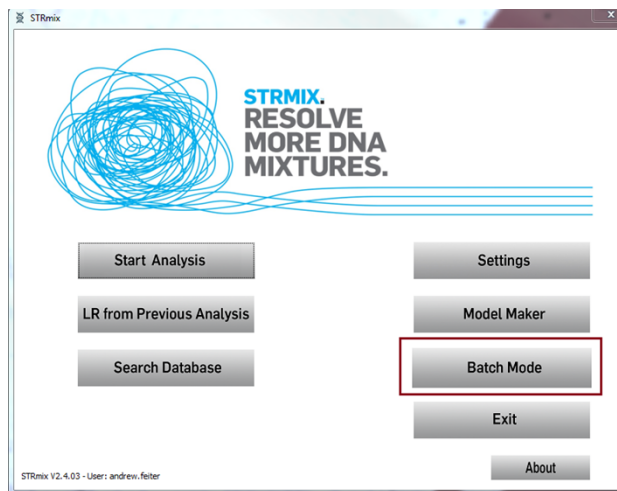 STRmix
STRMIX.
RESOLVE
MORE DNA
MIXTURES.
Start Analysis
Settings
LR from Previous Analysis
Model Maker
Search Database
Batch Mode
Exit
About
STRmix V2.4.03 - User: andrew.feiter